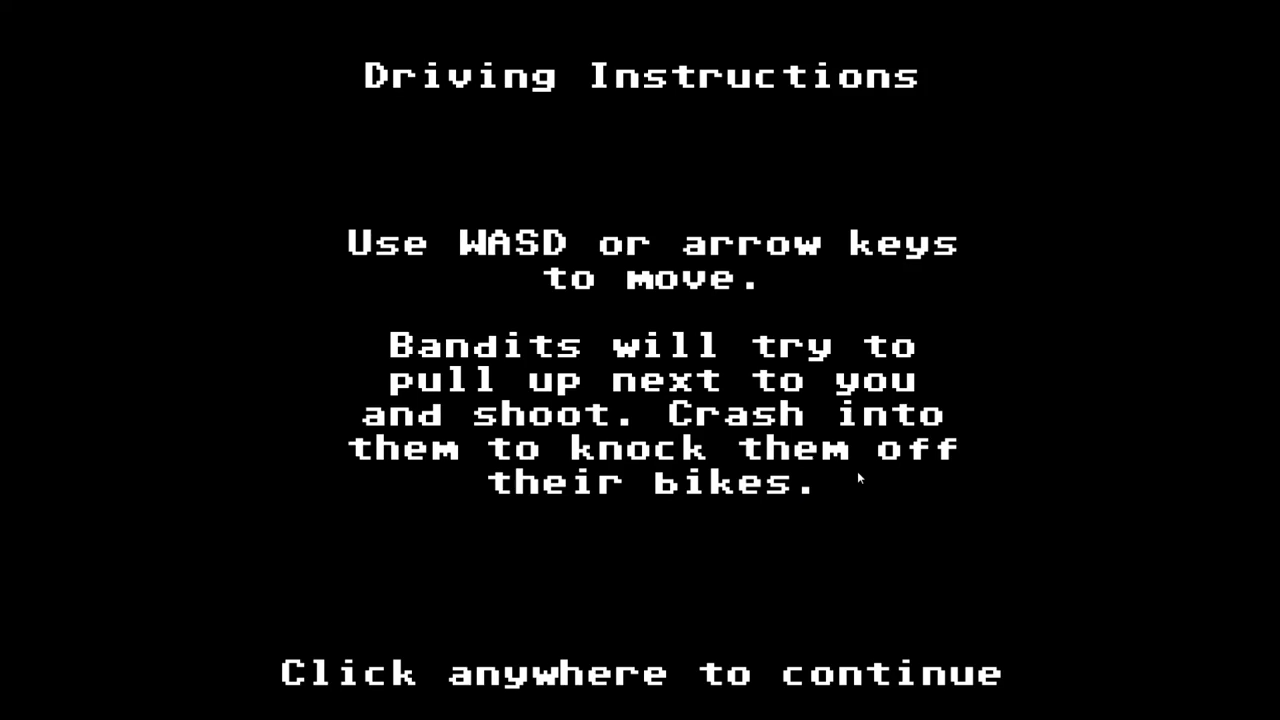 Driving Instructions
Use WASD or arrow keys
to move.
Bandits will try to
pull up next to you
and shoot. Crash into
them to knock them off
their bikes.
Click anywhere to continue